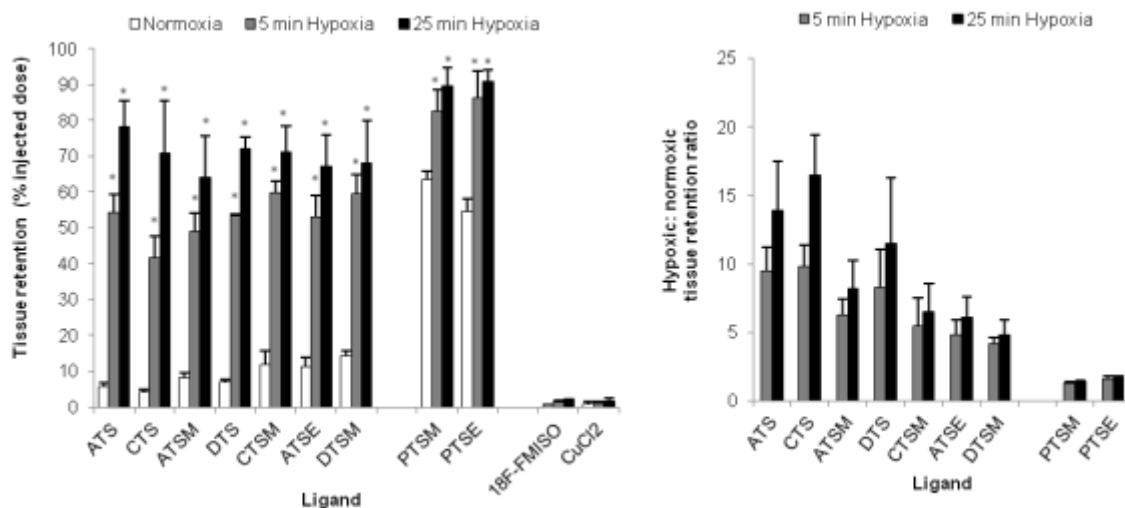 Normoxia 5 min Hypoxia 25 min Hypoxia
Tissue retention (% injected dose)
100
90
80
70
60
50
40
30
20
10
0
* * * * * * * * * * * * * * * * * *
ATS CTS ATSM DTS CTSM ATSE DTSM PTSM PTSE 18F-FMISO CuCl2
Ligand
5 min Hypoxia 25 min Hypoxia
Hypoxic: normoxic
tissue retention ratio
25
20
15
10
5
0
ATS CTS ATSM DTS CTSM ATSE DTSM PTSM PTSE
Ligand